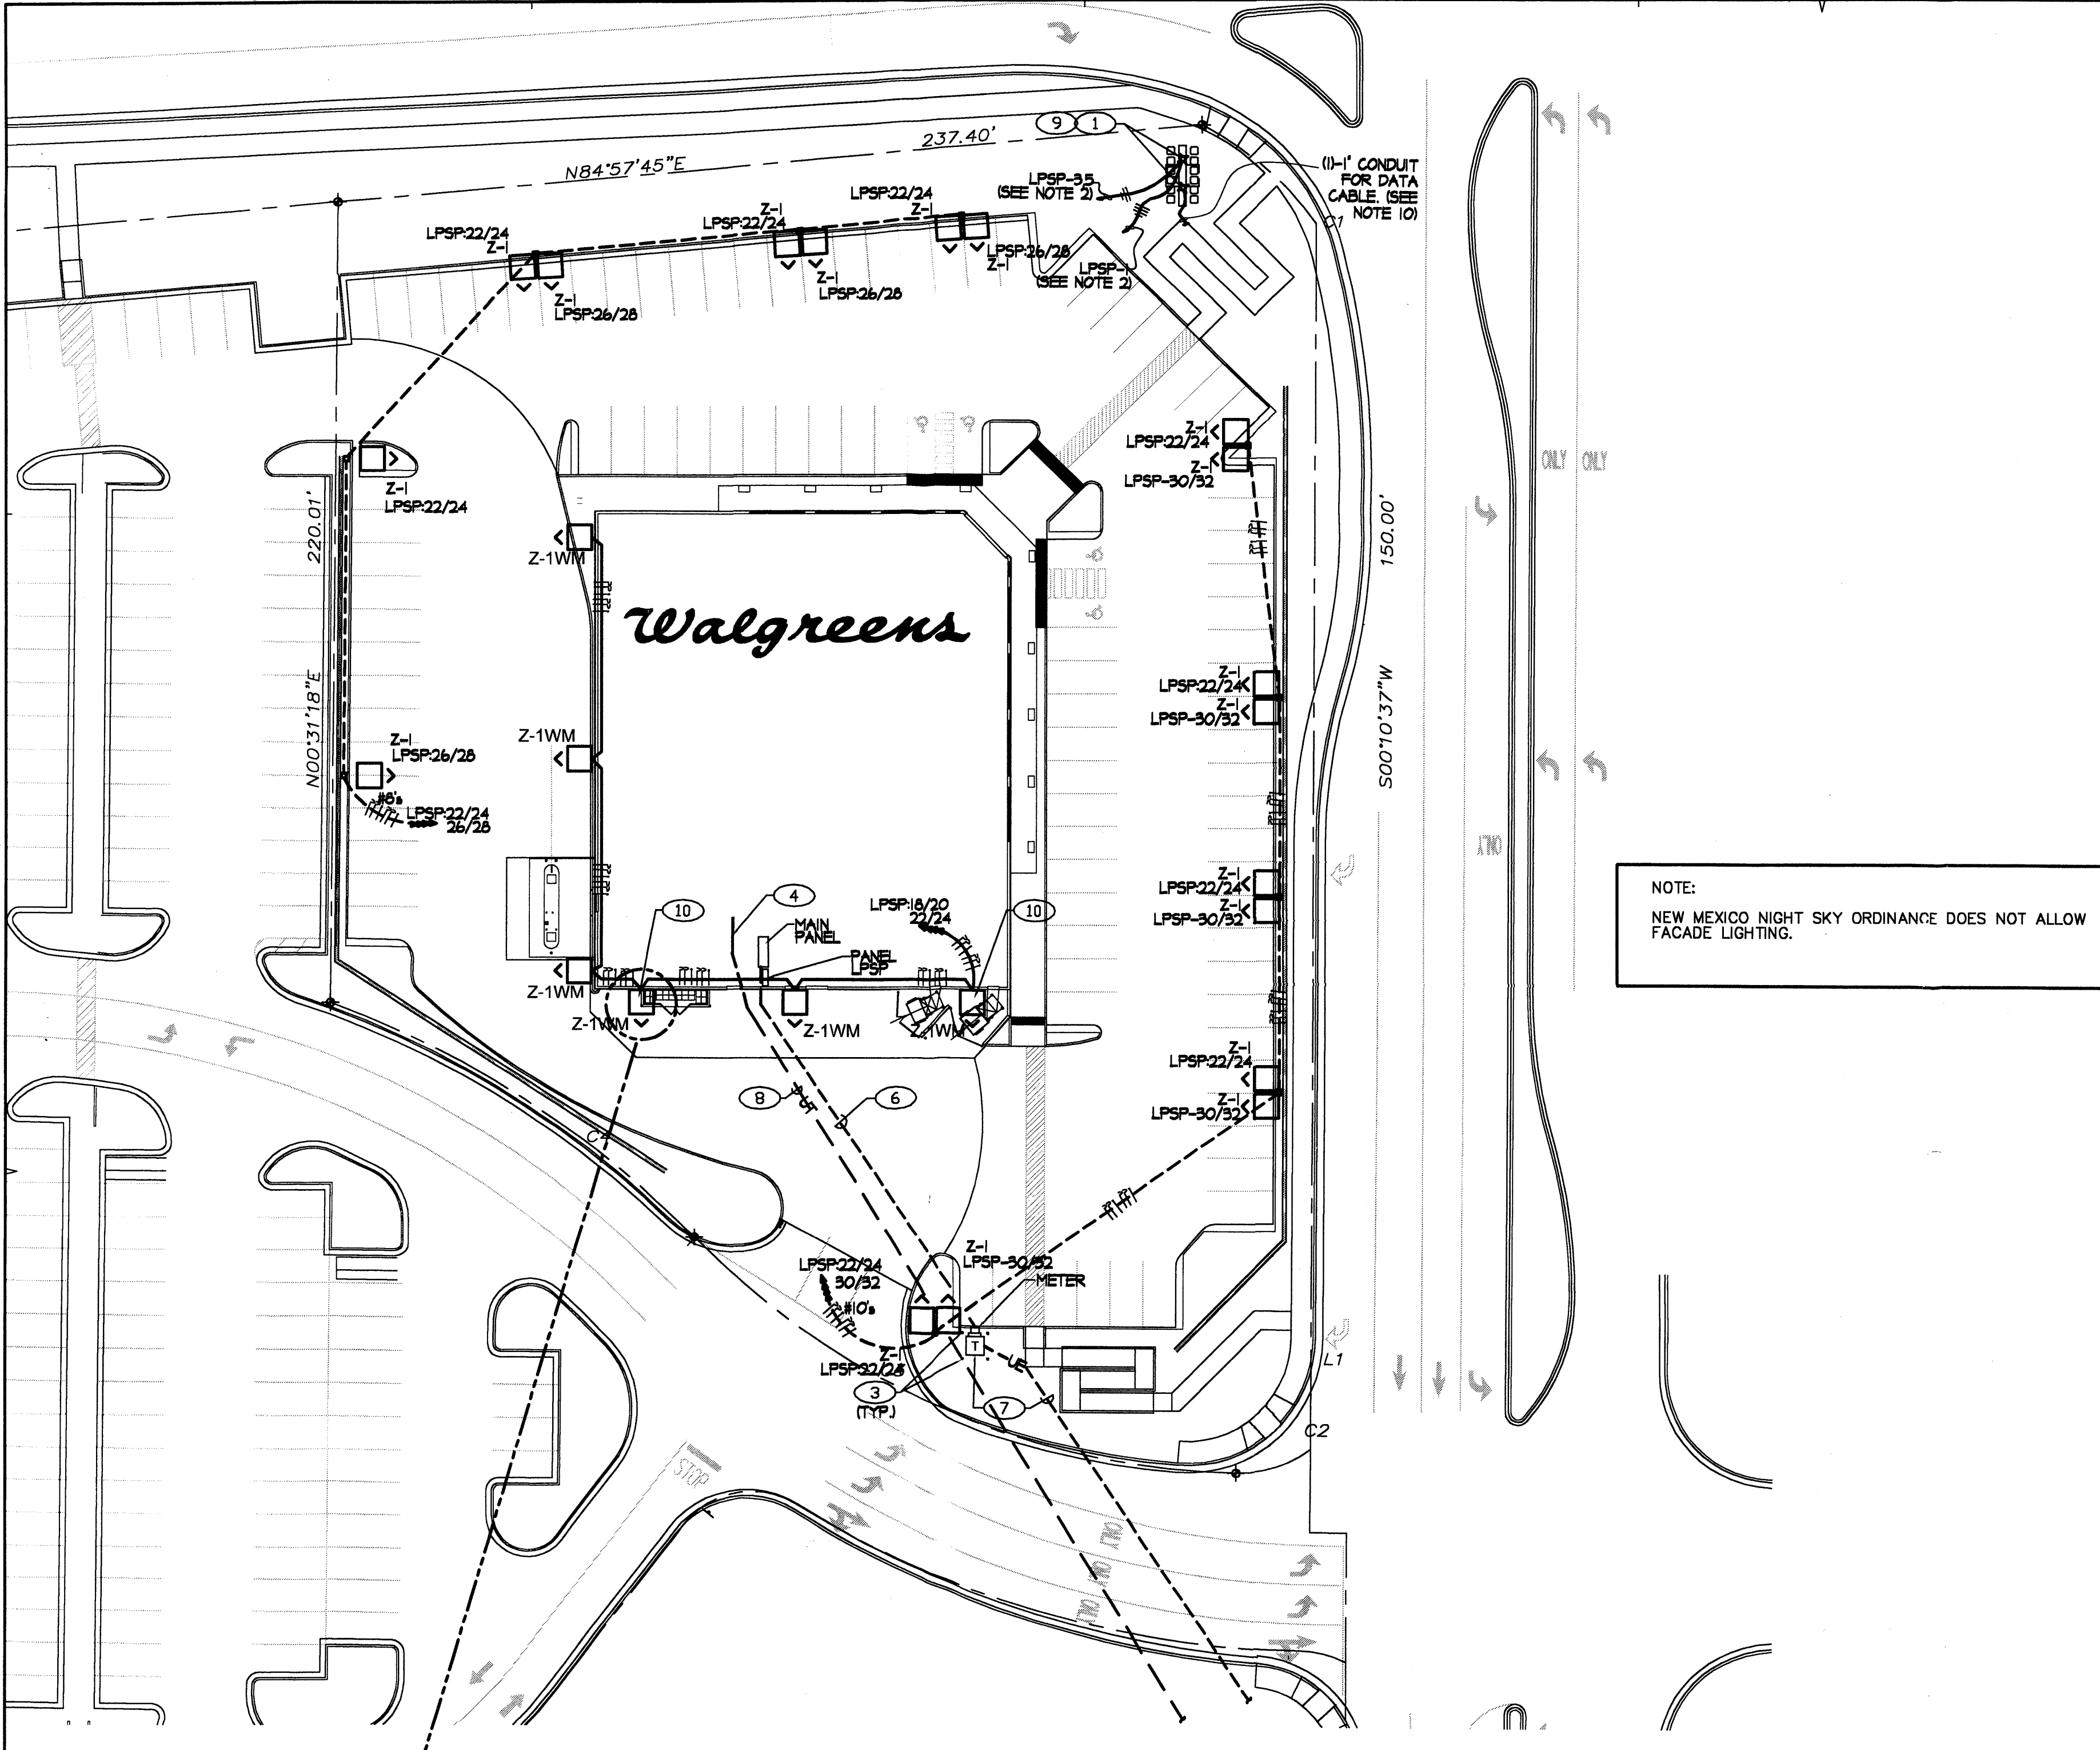 9 1
237.40'
N84°57'45"E
(1)-1" CONDUIT
FOR DATA
CABLE. (SEE
NOTE 10)
LPSP-35
(SEE NOTE 2)
C1
LPSP:22/24
Z-1
Z-1
LPSP:22/24
LPSP:22/24
Z-1
LPSP:26/28
Z-1
Z-1
LPSP:26/28
Z-1
LPSP:26/28
LPSP-1
(SEE NOTE 2)
Z-1
LPSP:22/24
Z-1
LPSP-30/32
ONLY ONLY
Z-1
LPSP:22/24
220.01'
150.00'
Z-1WM
Walgreens
N00°31'18"E
S00°10'37"W
Z-1
LPSP:22/24
Z-1
LPSP-30/32
Z-1WM
Z-1
LPSP:26/28
#8's
LPSP:22/24
26/28
ONLY
Z-1
LPSP:22/24
Z-1
LPSP-30/32
NOTE:
NEW MEXICO NIGHT SKY ORDINANCE DOES NOT ALLOW
FACADE LIGHTING.
4
10
MAIN
PANEL
PANEL
LPSP
LPSP:18/20
22/24
10
Z-1WM
Z-1WM
Z-1WM
Z-1WM
Z-1
LPSP:22/24
Z-1
LPSP-30/32
8
6
C4
Z-1
LPSP-30/32
METER
LPSP:22/24
30/32
#10's
T
Z-1
LPSP:22/24
UE
3
(TYP.)
7
L1
C2
STOP
ONLY
ONLY
ONLY